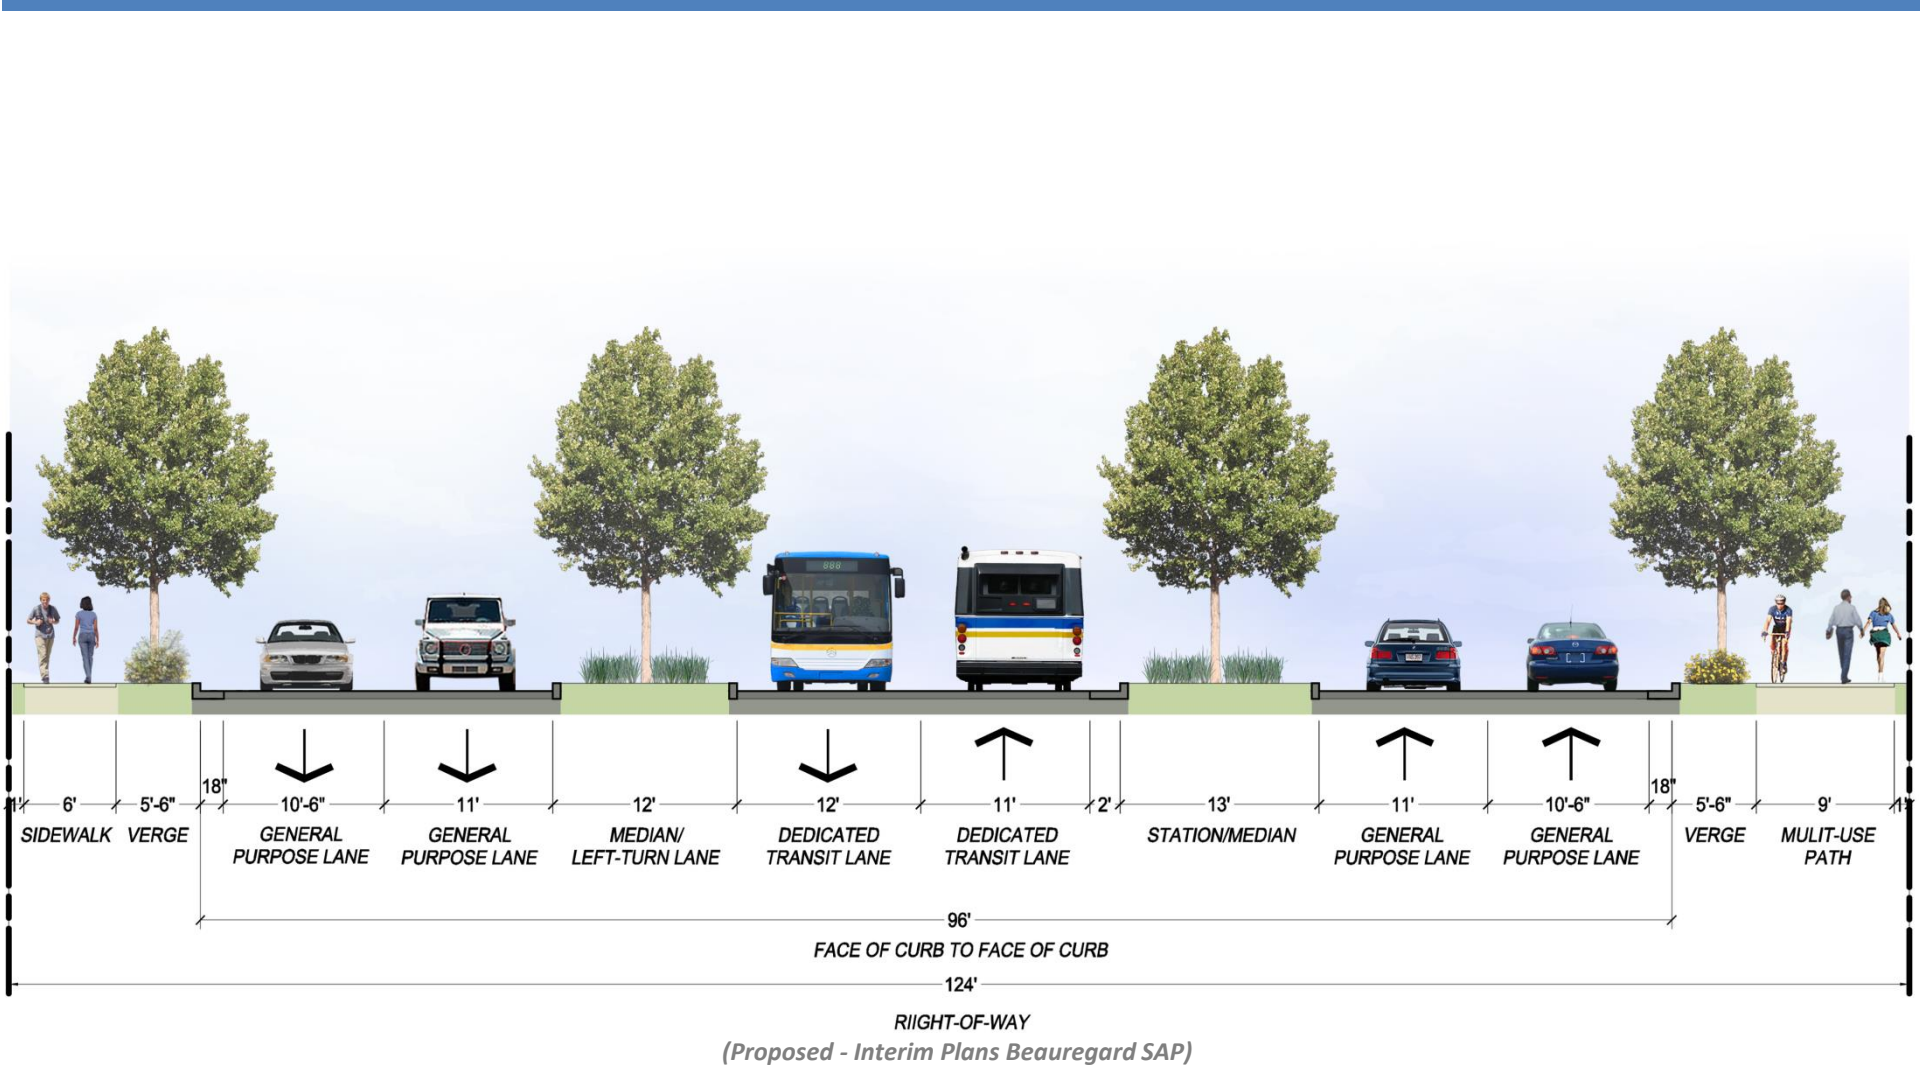 888
18"
18"
1'
6'
5'-6"
10'-6"
11'
12'
12'
11'
2'
13'
11'
10'-6"
5'-6"
9'
SIDEWALK
VERGE
GENERAL
PURPOSE LANE
GENERAL
PURPOSE LANE
MEDIAN/
LEFT-TURN LANE
DEDICATED
TRANSIT LANE
DEDICATED
TRANSIT LANE
STATION/MEDIAN
GENERAL
PURPOSE LANE
GENERAL
PURPOSE LANE
VERGE
MULIT-USE
PATH
96'
FACE OF CURB TO FACE OF CURB
124'
RIIGHT-OF-WAY
(Proposed - Interim Plans Beauregard SAP)